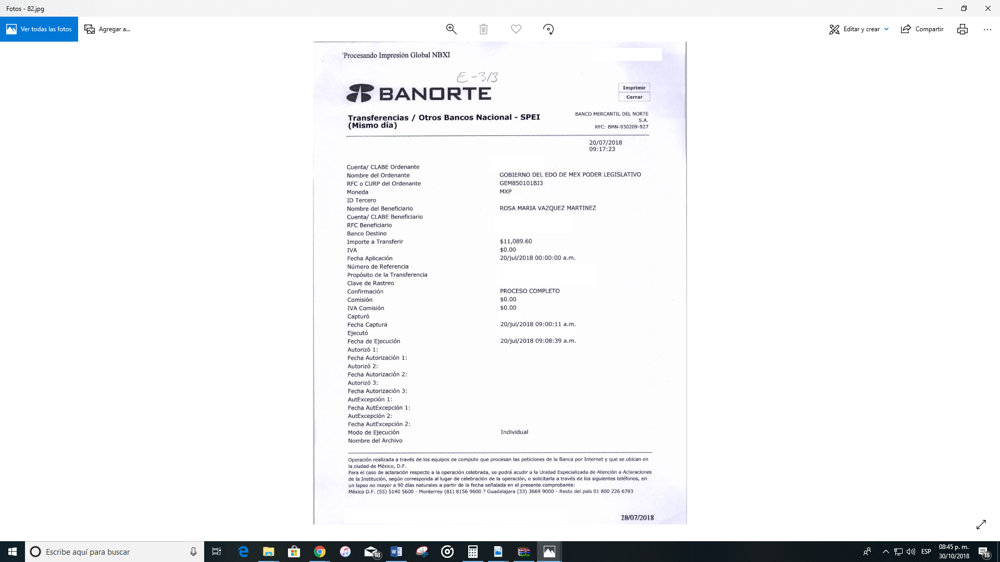 Fotos - 82.jpg
Ver todas las fotos
Agregar a...
Editar y crear
Compartir
Procesando Impresión Global NBXI
E-313
BANORTE
Imprimir
Cerrar
Transferencias / Otros Bancos Nacional - SPEI
(Mismo día)
BANCO MERCANTIL DEL NORTE
S.A.
RFC: BMN-930209-927
20/07/2018
09:17:23
Cuenta/ CLABE Ordenante
Nombre del Ordenante GOBIERNO DEL EDO DE MEX PODER LEGISLATIVO
RFC o CURP del Ordenante GEM850101BJ3
Moneda MXP
ID Tercero
Nombre del Beneficiario ROSA MARIA VAZQUEZ MARTINEZ
Cuenta/ CLABE Beneficiario
RFC Beneficiario
Banco Destino
Importe a Transferir $11,089.60
IVA $0.00
Fecha Aplicación 20/jul/2018 00:00:00 a.m.
Número de Referencia
Propósito de la Transferencia
Clave de Rastreo
Confirmación PROCESO COMPLETO
Comisión $0.00
IVA Comisión $0.00
Capturó
Fecha Captura 20/jul/2018 09:00:11 a.m.
Ejecutó
Fecha de Ejecución 20/jul/2018 09:08:39 a.m.
Autorizó 1:
Fecha Autorización 1:
Autorizó 2:
Fecha Autorización 2:
Autorizó 3:
Fecha Autorización 3:
AutExcepción 1:
Fecha AutExcepción 1:
AutExcepción 2:
Fecha AutExcepción 2:
Modo de Ejecución Individual
Nombre del Archivo
Operación realizada a través de los equipos de computo que procesan las peticiones de la Banca por Internet y que se ubican en
la ciudad de México, D.F.
Para el caso de aclaración respecto a la operación celebrada, se podrá acudir a la Unidad Especializada de Atención a Aclaraciones
de la Institución, según corresponda al lugar de celebración de la operación, o solicitarla a través de los siguientes teléfonos, en
un lapso no mayor a 90 días naturales a partir de la fecha señalada en el presente comprobante:
México D.F. (55) 5140 5600 - Monterrey (81) 8156 9600 ? Guadalajara (33) 3669 9000 - Resto del país 01 800 226 6783
Escribe aquí para buscar
18
ESP
08:45 p. m.
30/10/2018
18